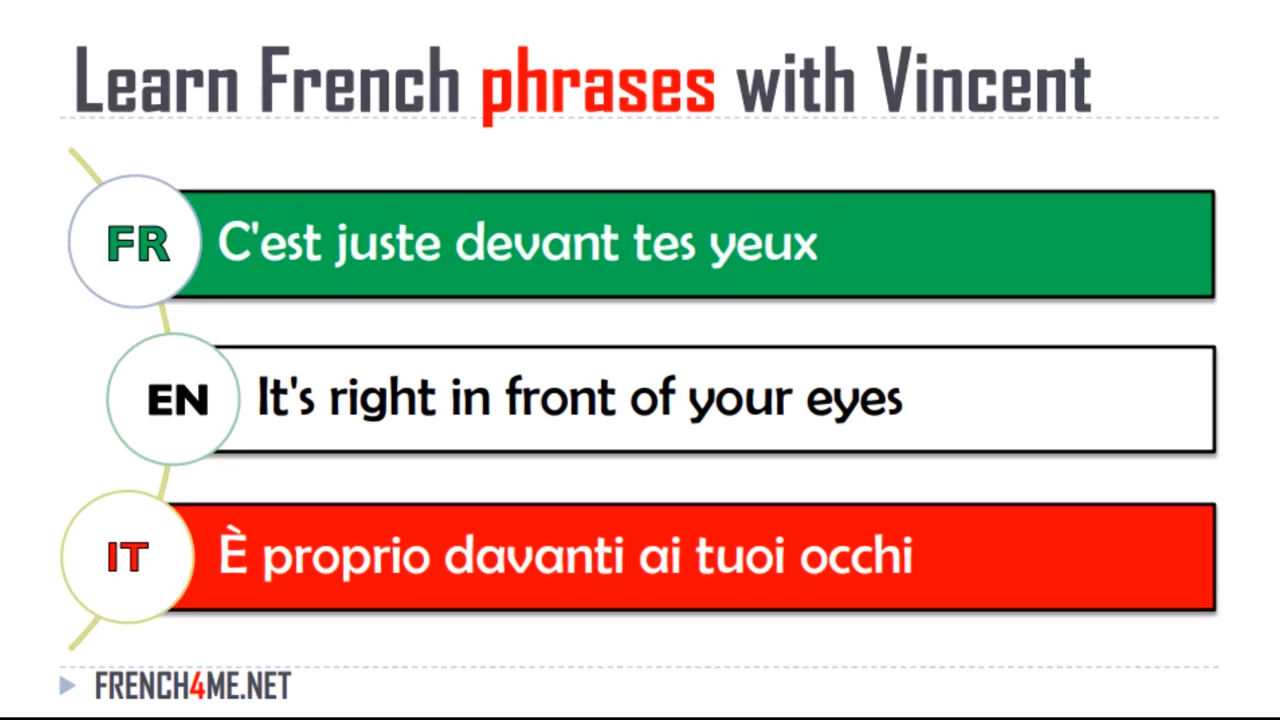 Learn French phrases with Vincent
FR
C'est juste devant tes yeux
EN
It's right in front of your eyes
IT
È proprio davanti ai tuoi occhi
FRENCH4ME.NET